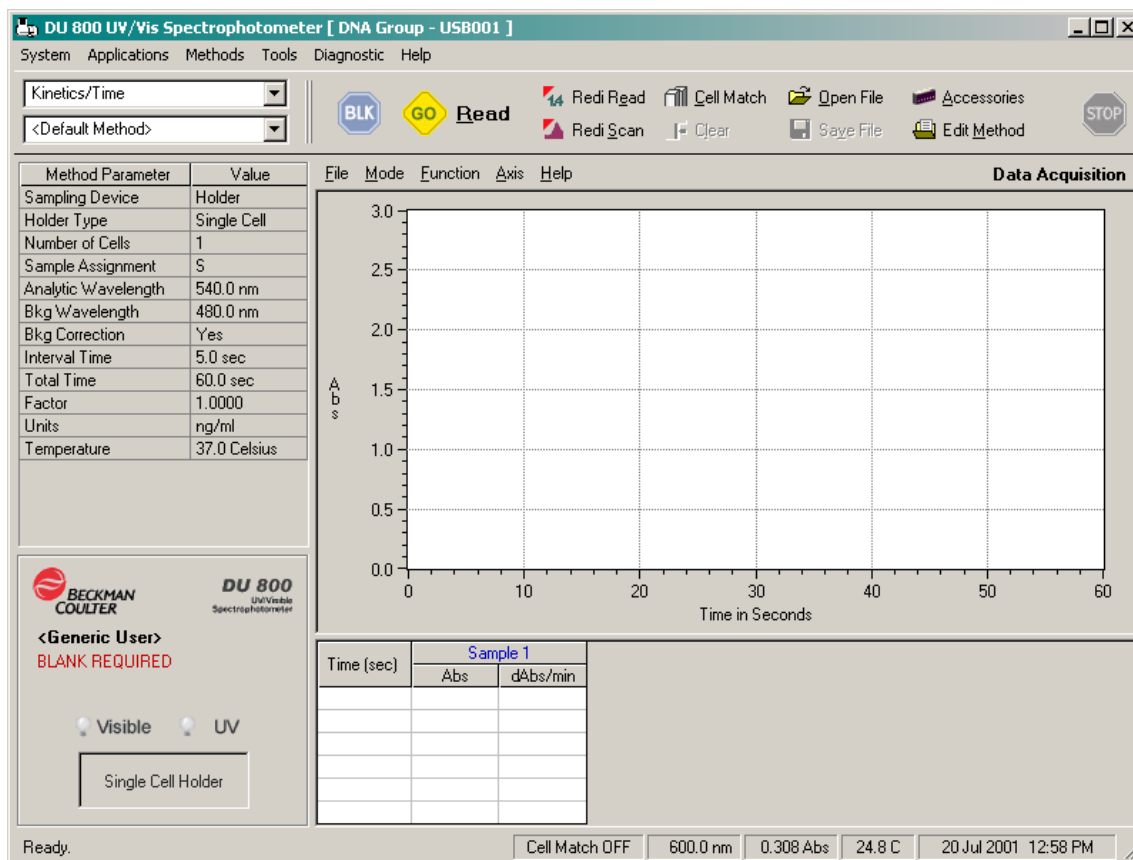 DU 800 UV/Vis Spectrophotometer [ DNA Group - USB001 ]
System Applications Methods Tools Diagnostic Help
Kinetics/Time
<Default Method>
BLK GO Read
Redi Read Cell Match Open File Accessories
Redi Scan Clear Save File Edit Method
STOP
Method Parameter Value
Sampling Device Holder
Holder Type Single Cell
Number of Cells 1
Sample Assignment S
Analytic Wavelength 540.0 nm
Bkg Wavelength 480.0 nm
Bkg Correction Yes
Interval Time 5.0 sec
Total Time 60.0 sec
Factor 1.0000
Units ng/ml
Temperature 37.0 Celsius
BECKMAN
COULTER
DU 800
UV/Visible
Spectrophotometer
<Generic User>
BLANK REQUIRED
Visible UV
Single Cell Holder
File Mode Function Axis Help Data Acquisition
3.0
2.5
2.0
1.5
1.0
0.5
0.0
Abs
0 10 20 30 40 50 60
Time in Seconds
Time (sec) Sample 1
Abs dAbs/min
Ready. Cell Match OFF 600.0 nm 0.308 Abs 24.8 C 20 Jul 2001 12:58 PM